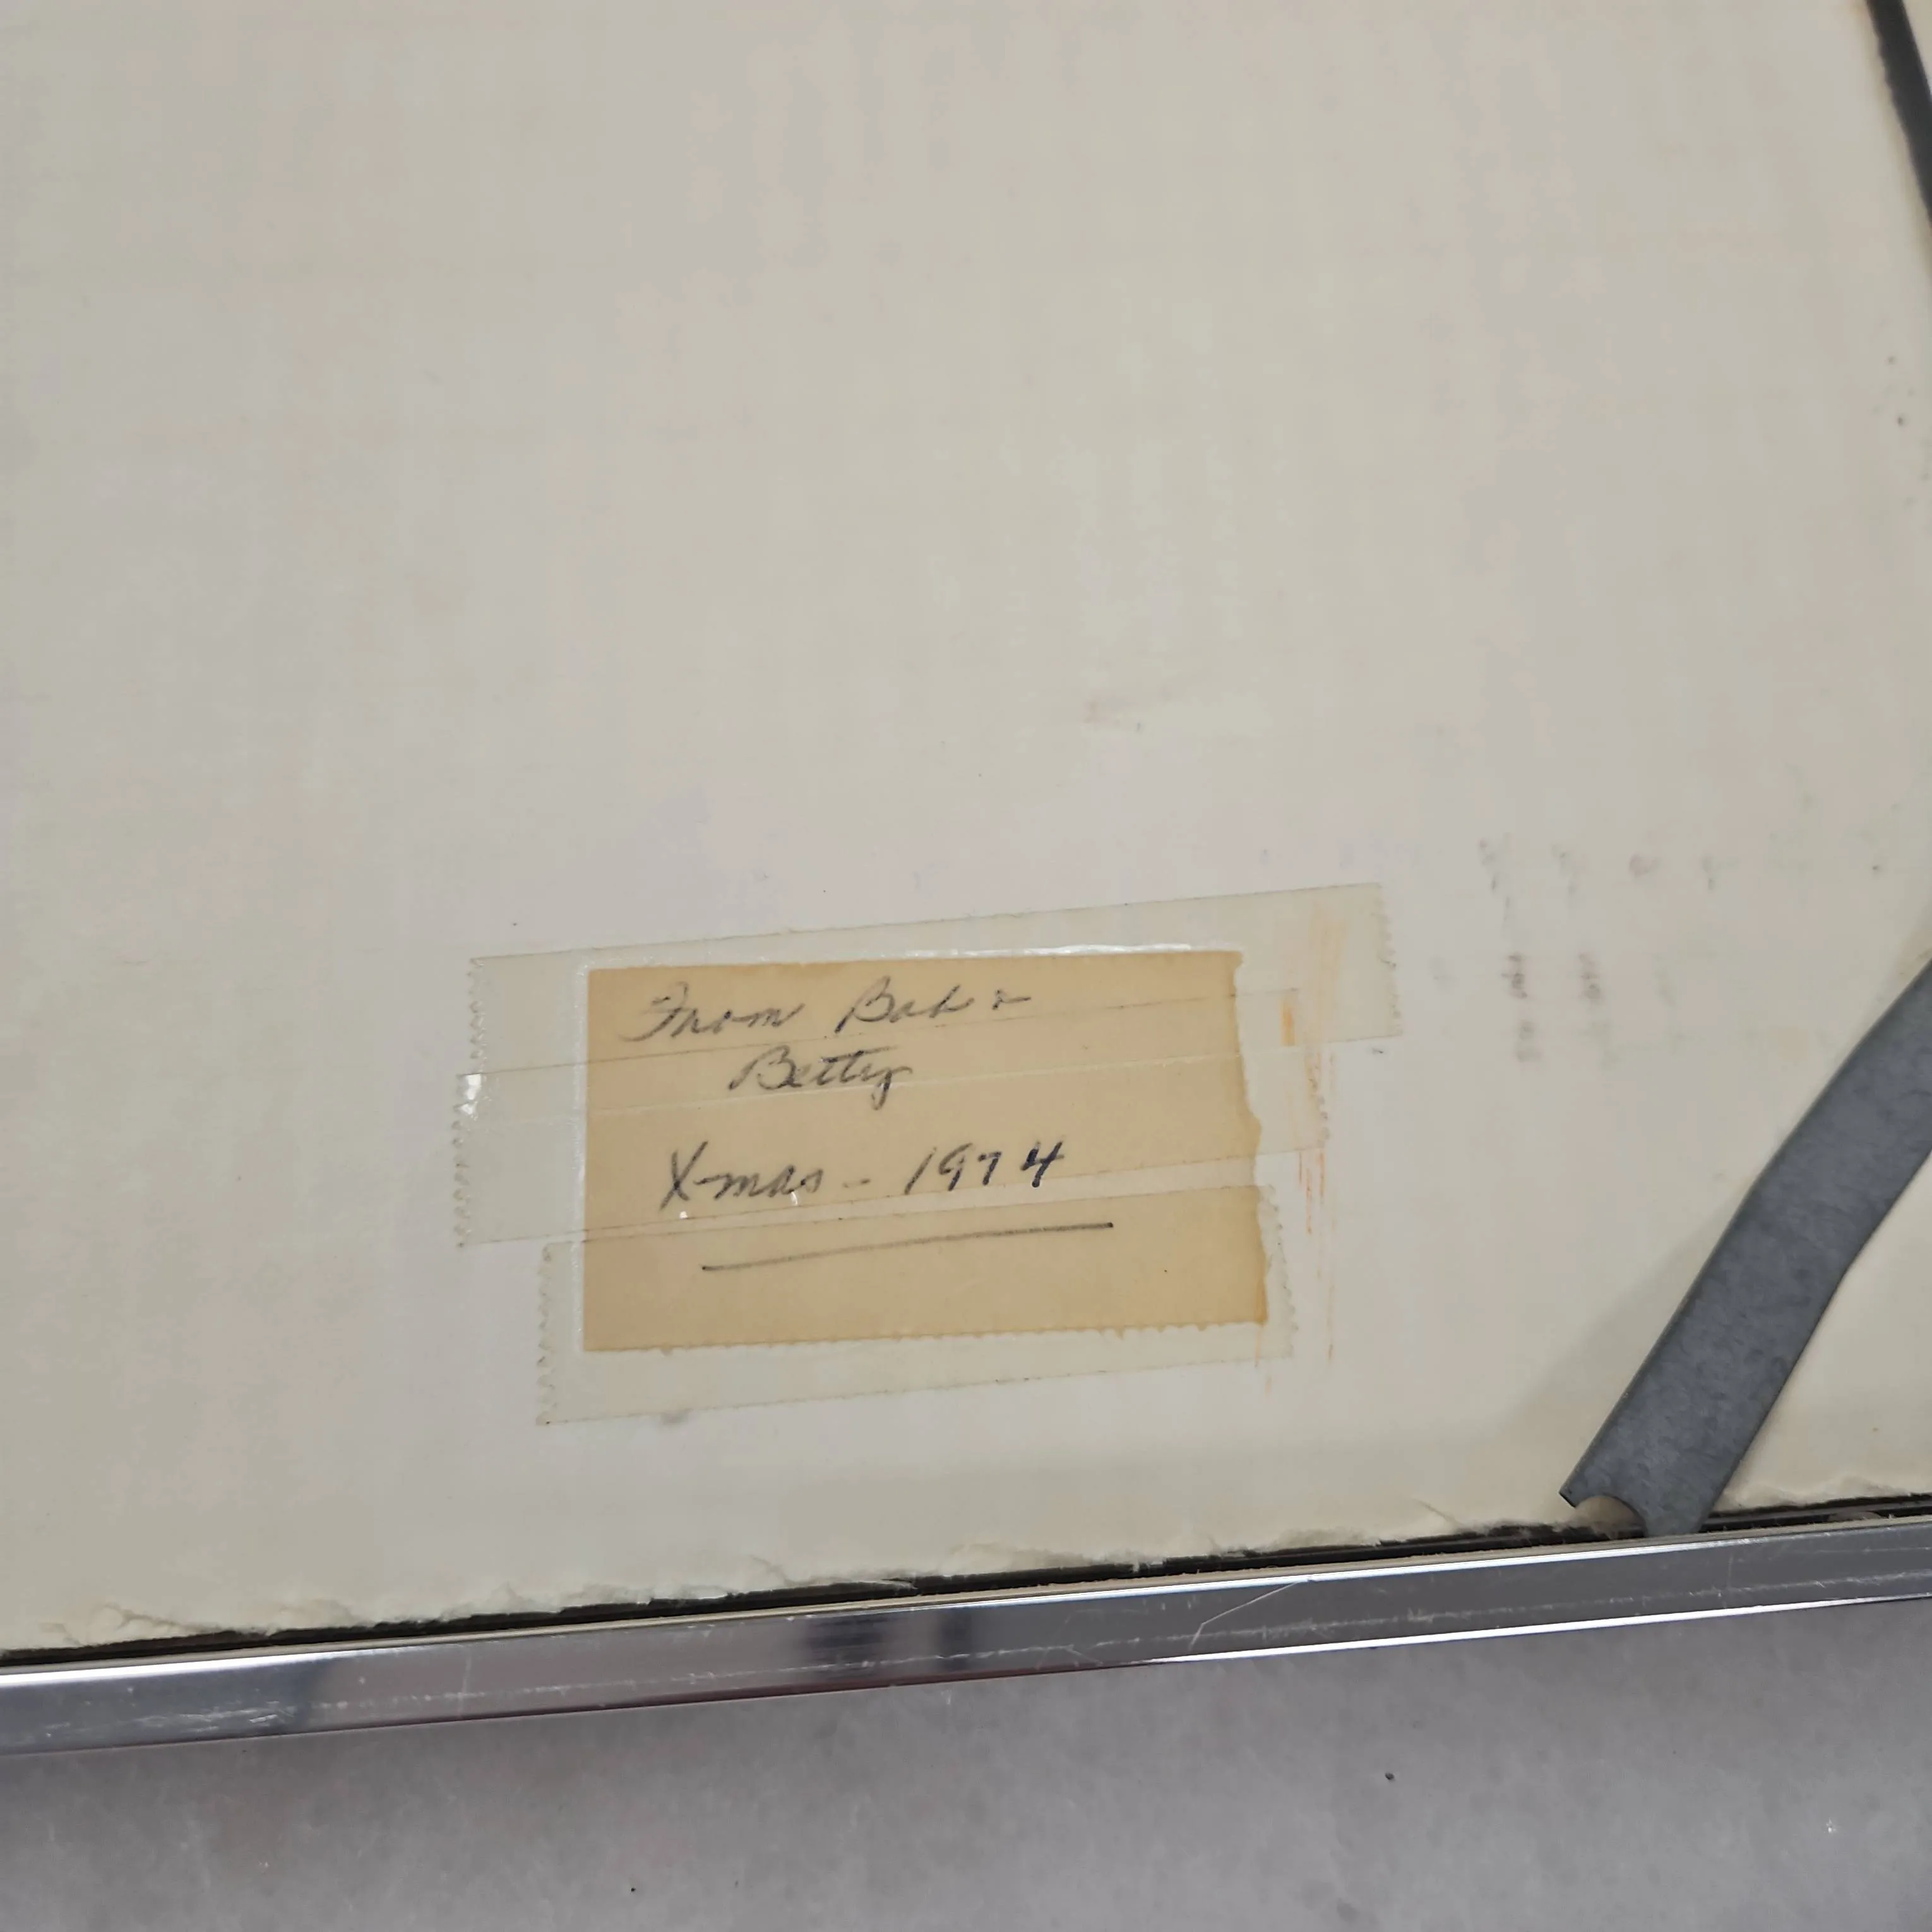 From Bob &
Betty
X-mas - 1974